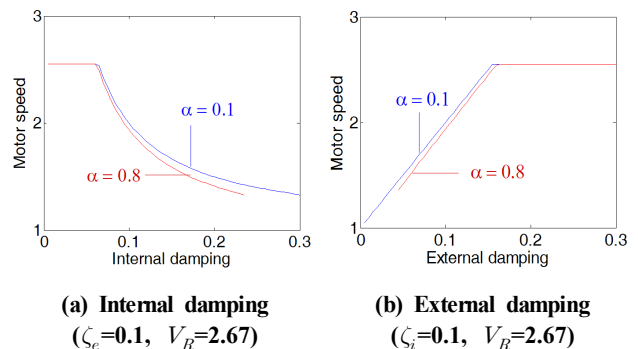 3
2
1
Motor speed
α = 0.1
α = 0.8
0
0.1
0.2
0.3
Internal damping
3
2
1
Motor speed
α = 0.1
α = 0.8
0
0.1
0.2
0.3
External damping
(a) Internal damping
(ζe=0.1, VR=2.67)
(b) External damping
(ζi=0.1, VR=2.67)